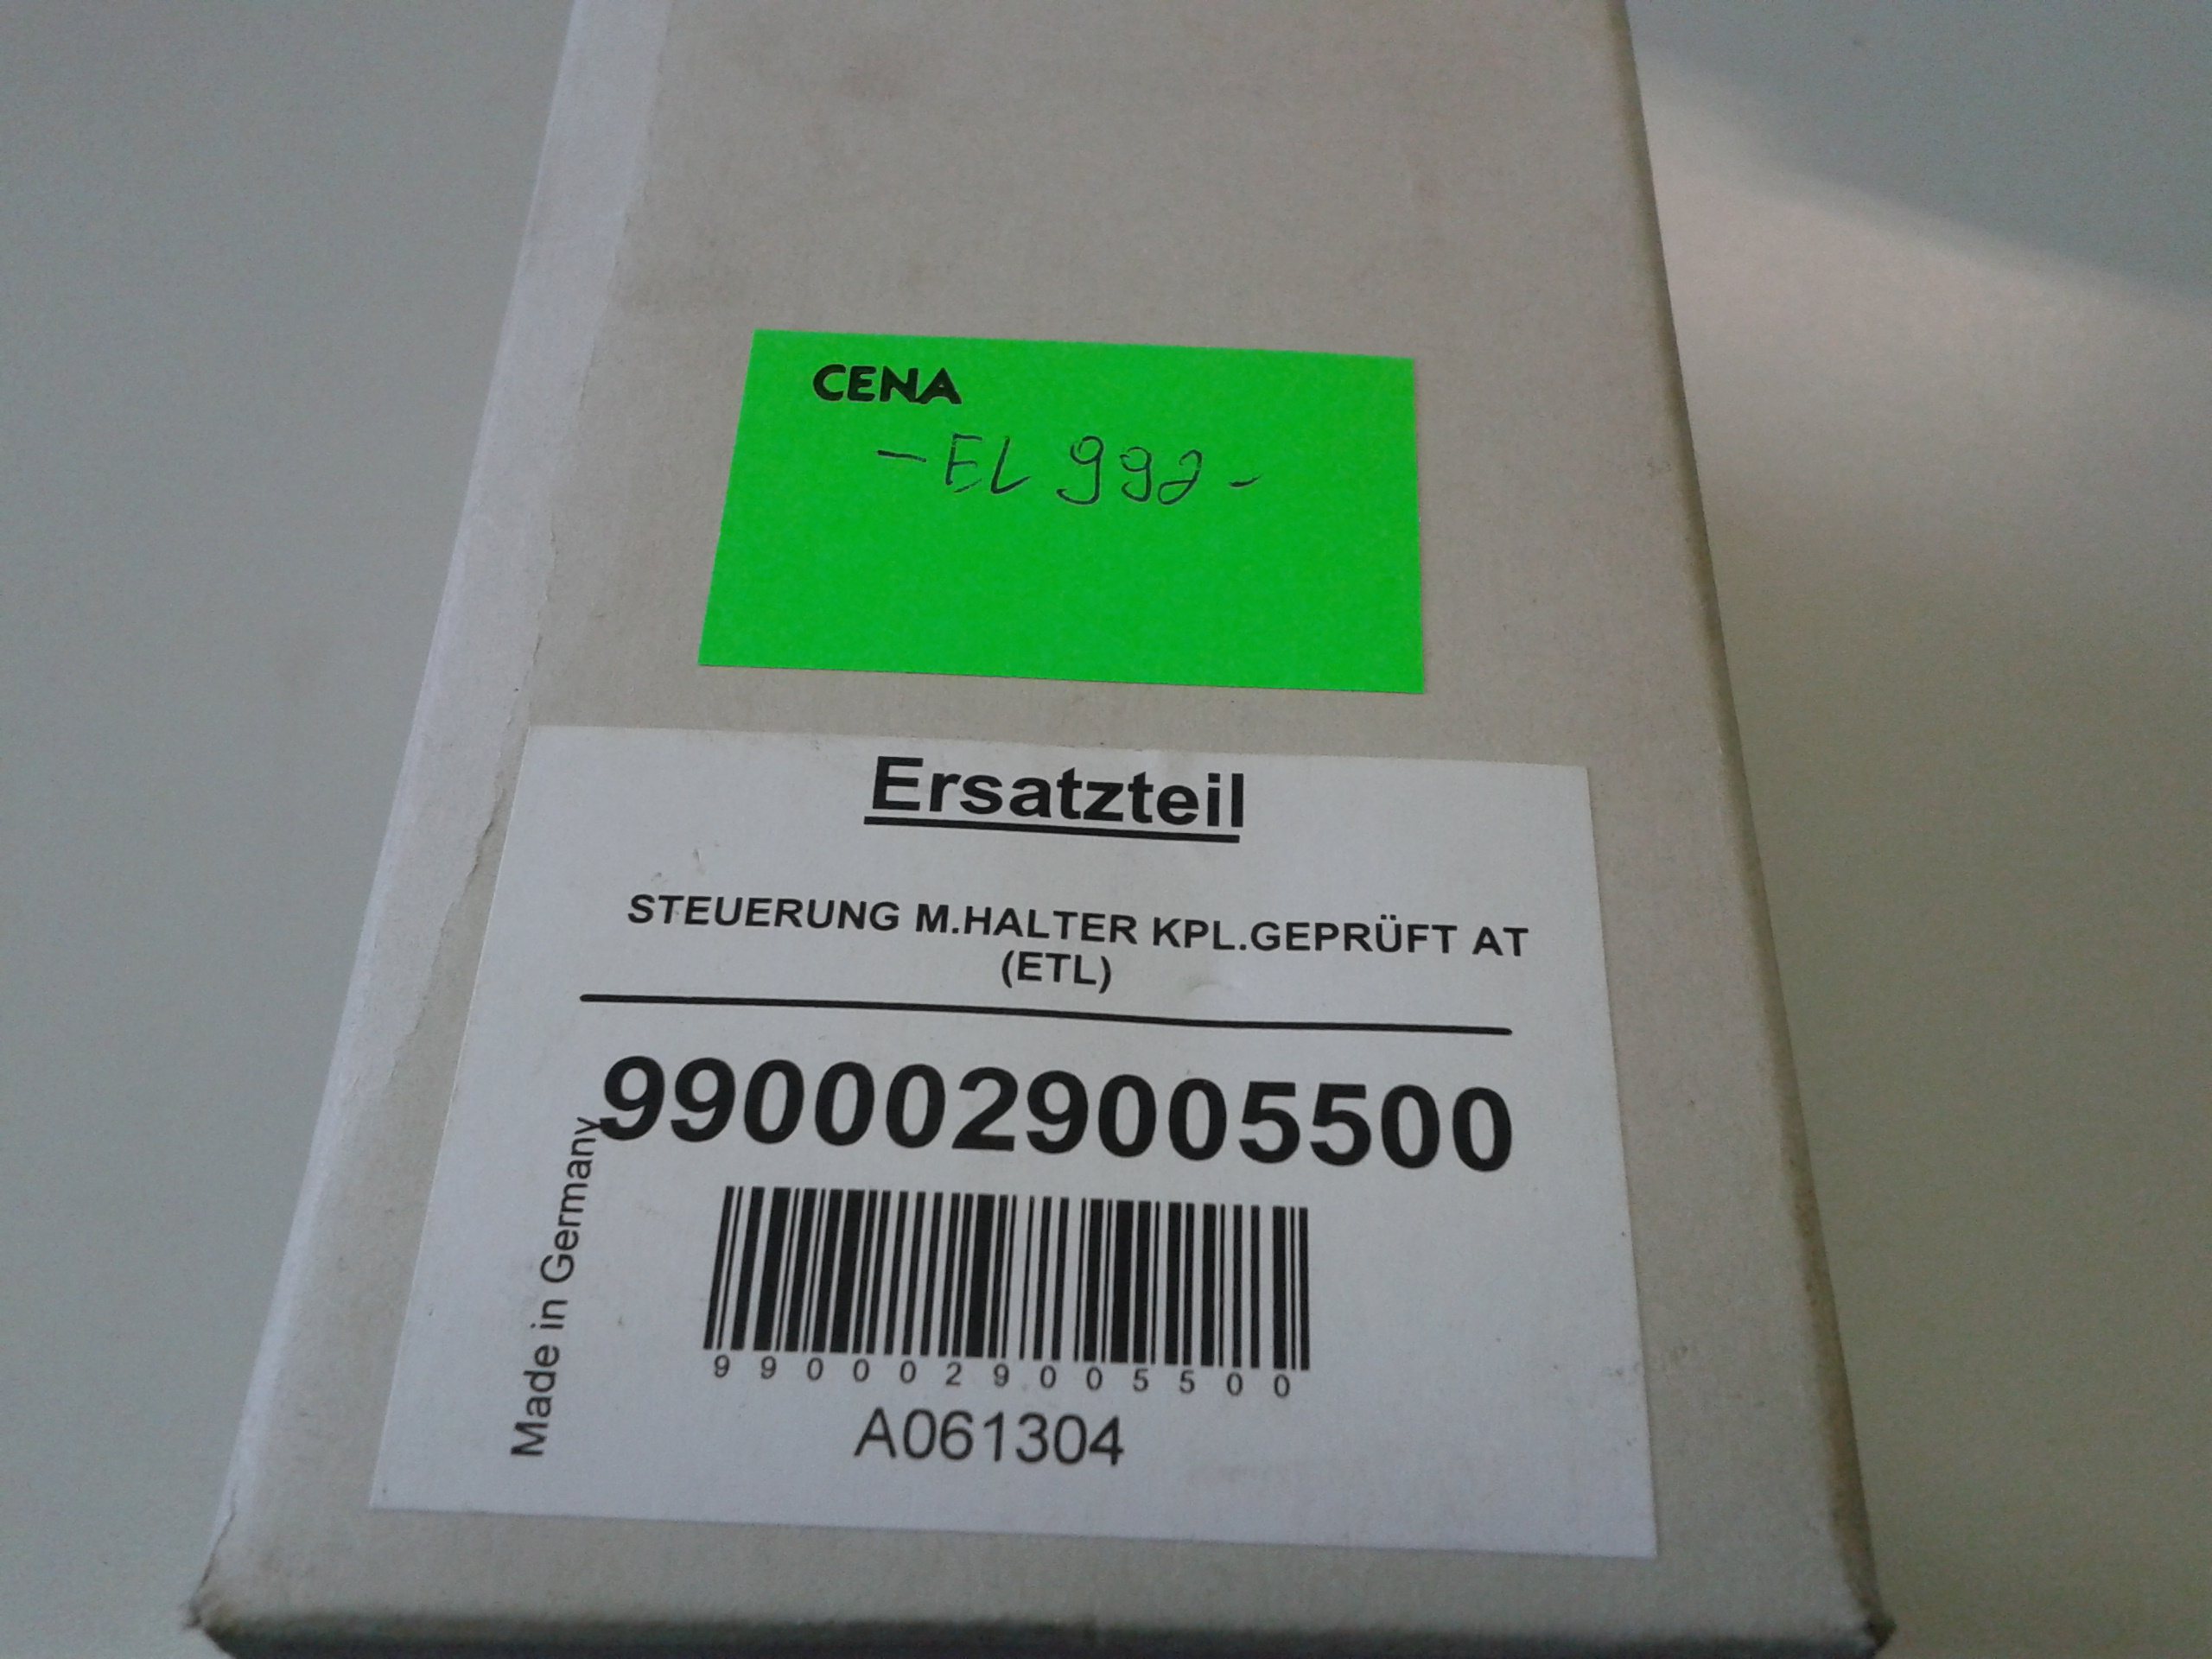 CENA
- EL 992 -
Ersatzteil
STEUERUNG M.HALTER KPL.GEPRÜFT AT
(ETL)
9900029005500
Made in Germany
9900029005500
A061304